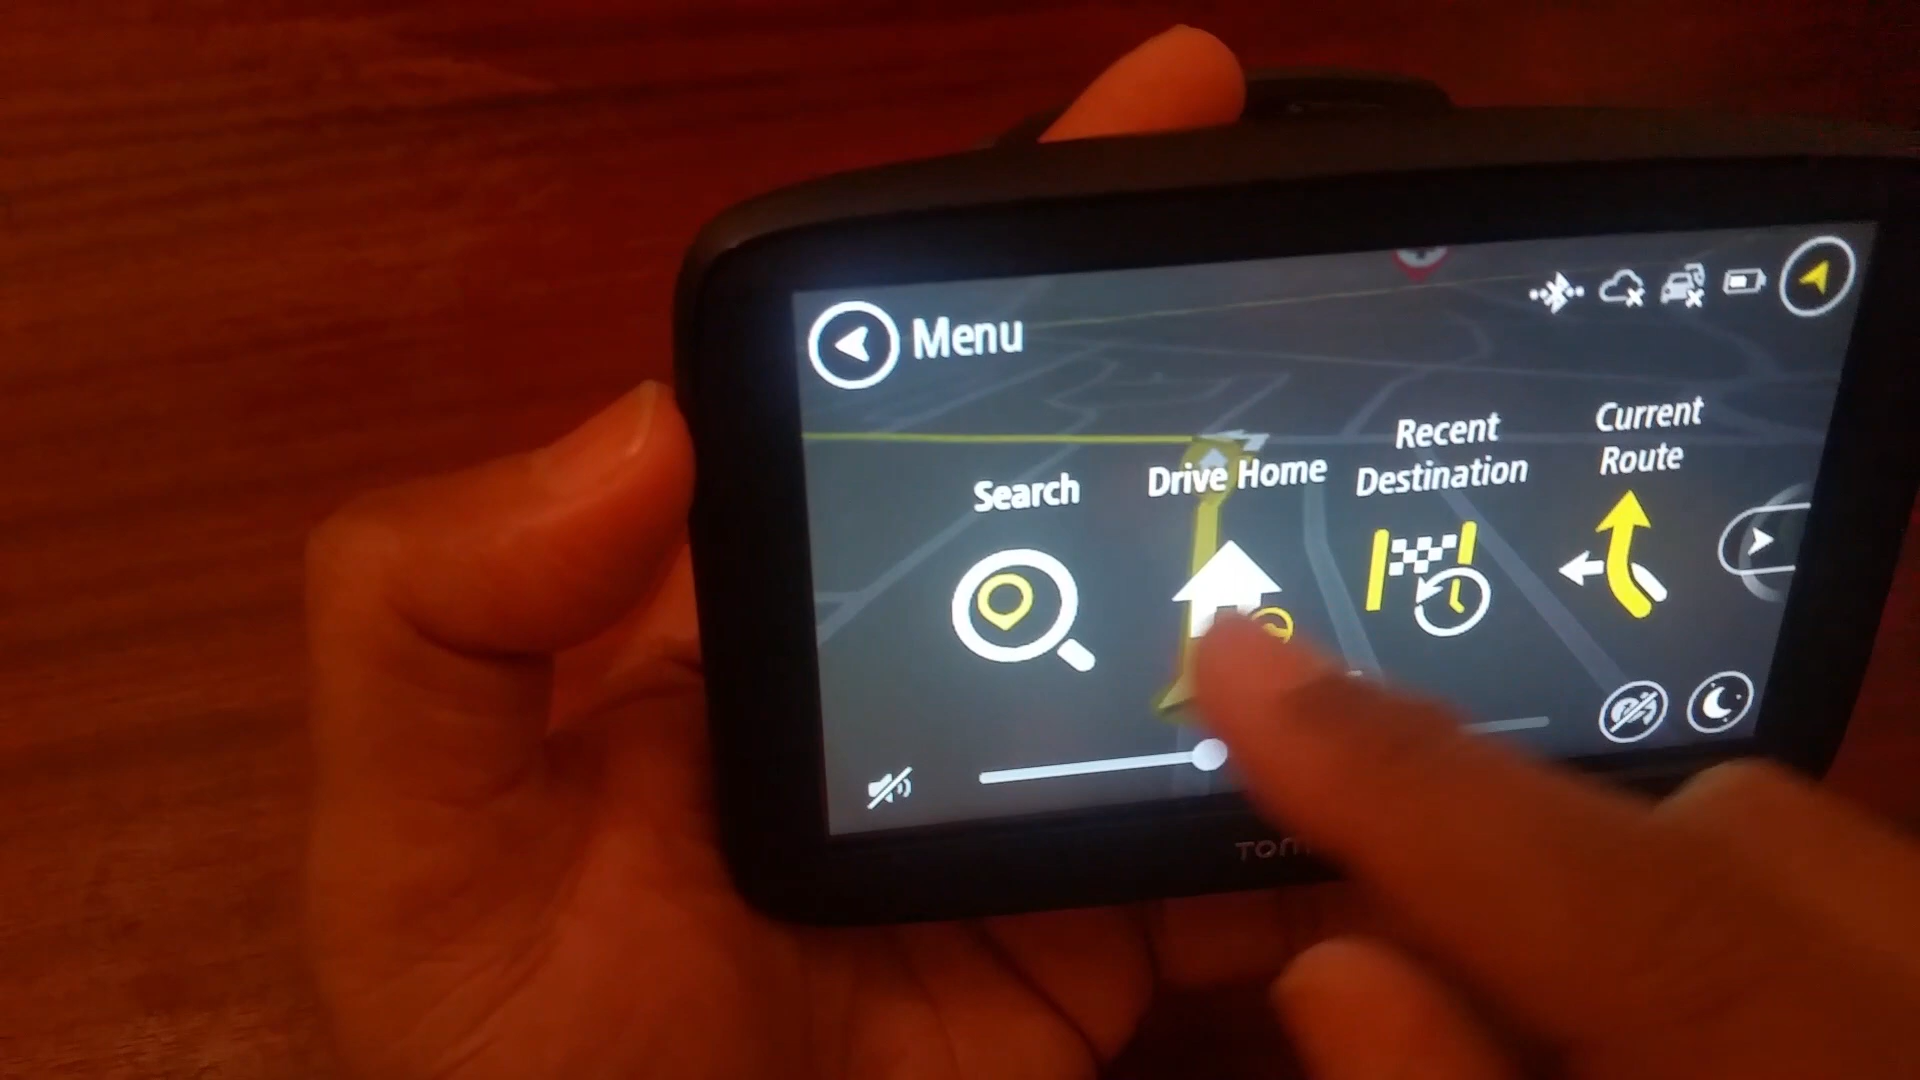 Menu
Search
Drive Home
Recent
Destination
Current
Route